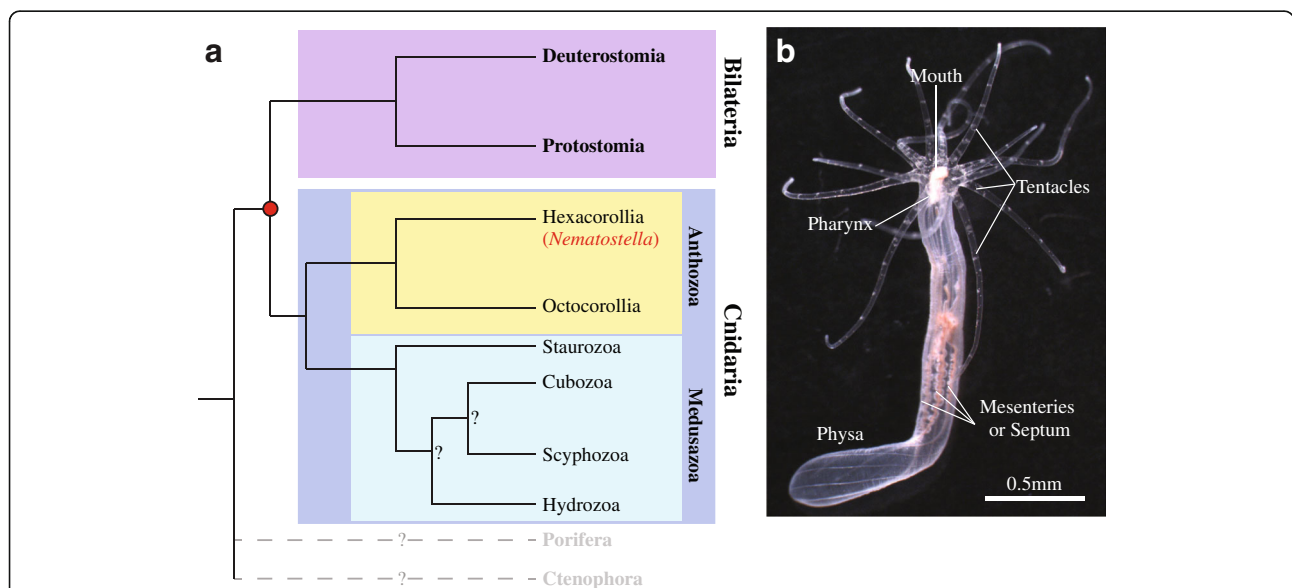 a
Deuterostomia
Protostomia
Bilateria
Hexacorollia
(Nematostella)
Octocorollia
Anthozoa
Staurozoa
Cubozoa
?
?
Scyphozoa
Hydrozoa
Medusazoa
Cnidaria
?
Porifera
?
Ctenophora
b
Mouth
Tentacles
Pharynx
Mesenteries
or Septum
Physa
0.5mm